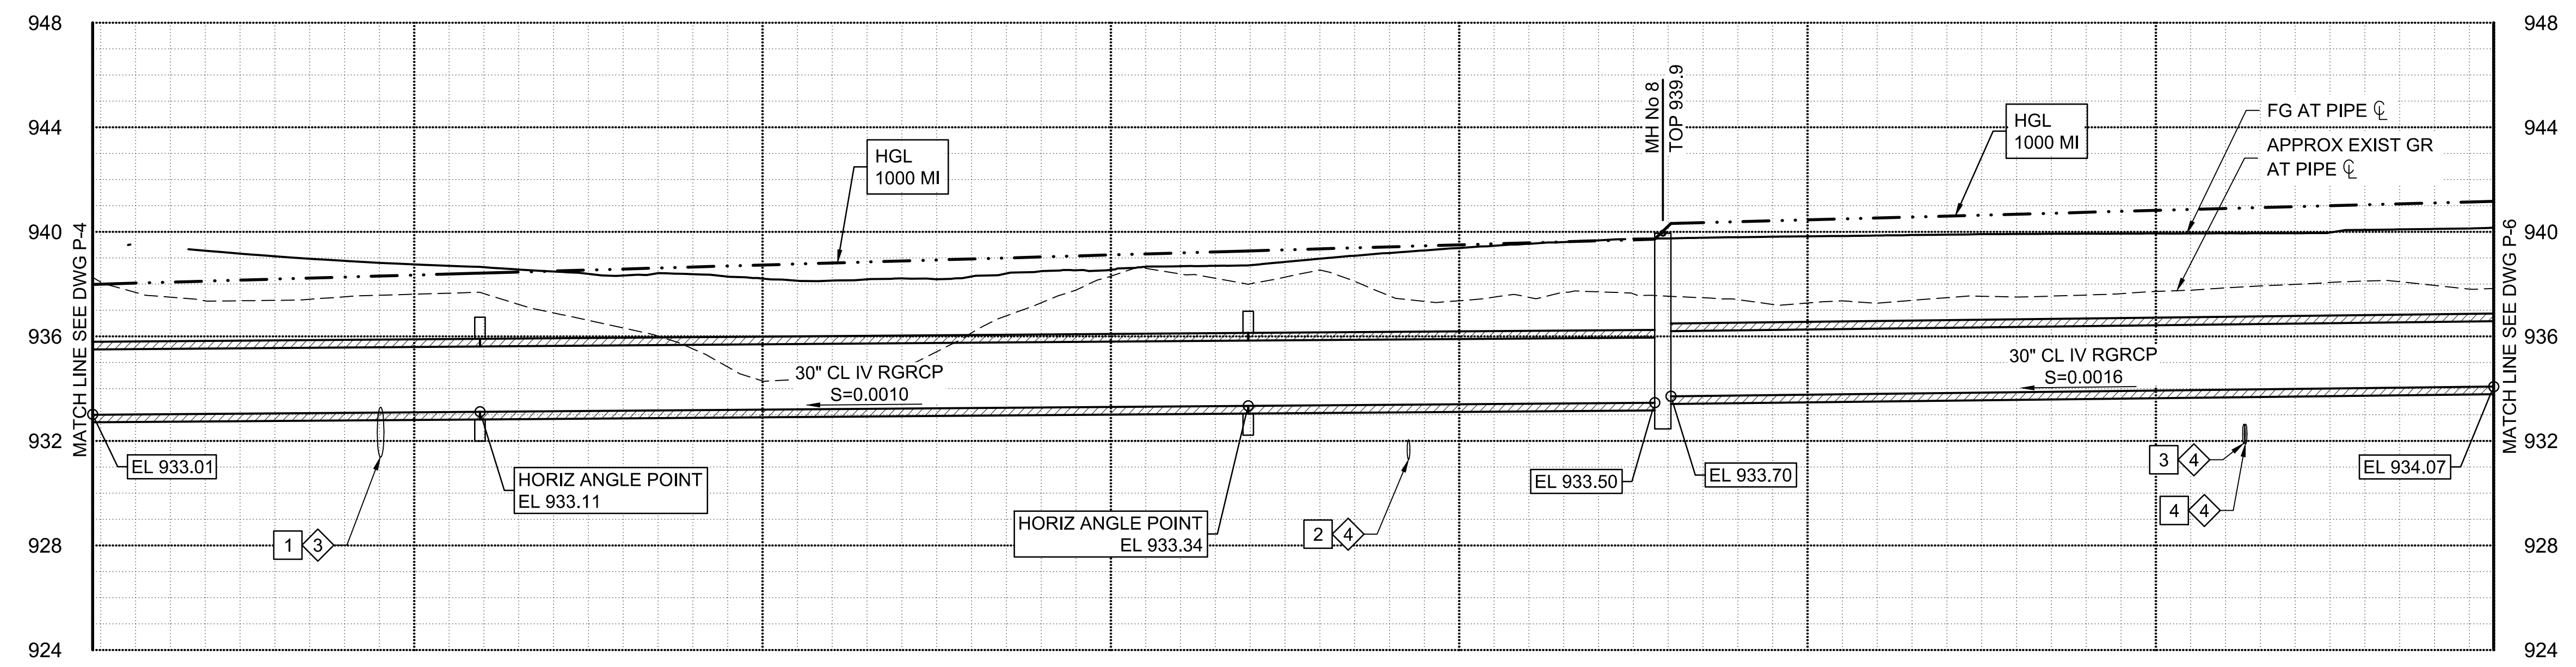 948
948
944
944
940
940
936
936
932
932
928
928
924
924
MATCH LINE SEE DWG P-4
MATCH LINE SEE DWG P-6
HGL
1000 MI
MH No 8
TOP 939.9
HGL
1000 MI
FG AT PIPE ℄
APPROX EXIST GR
AT PIPE ℄
30" CL IV RGRCP
S=0.0010
30" CL IV RGRCP
S=0.0016
EL 933.01
HORIZ ANGLE POINT
EL 933.11
1 3
HORIZ ANGLE POINT
EL 933.34
2 4
EL 933.50
EL 933.70
3 4
4 4
EL 934.07